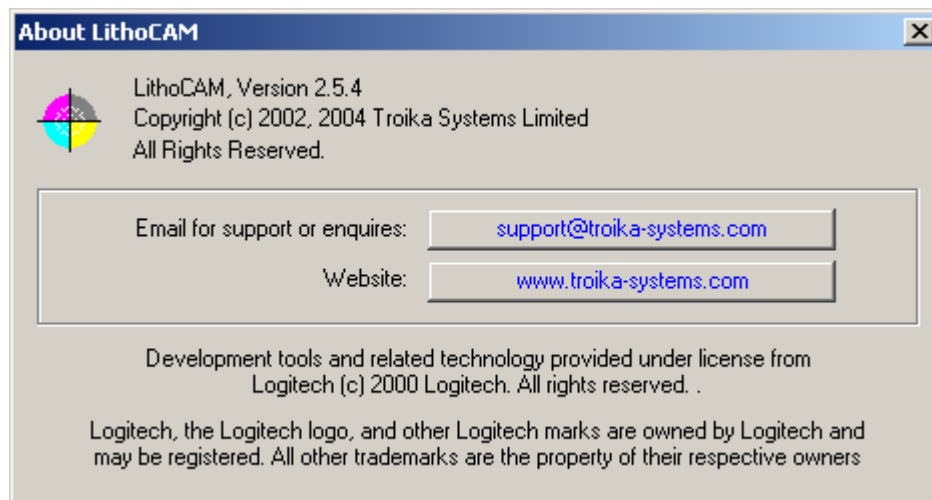 About LithoCAM
LithoCAM, Version 2.5.4
Copyright (c) 2002, 2004 Troika Systems Limited
All Rights Reserved.
Email for support or enquires: support@troika-systems.com
Website: www.troika-systems.com
Development tools and related technology provided under license from
Logitech (c) 2000 Logitech. All rights reserved. .
Logitech, the Logitech logo, and other Logitech marks are owned by Logitech and
may be registered. All other trademarks are the property of their respective owners